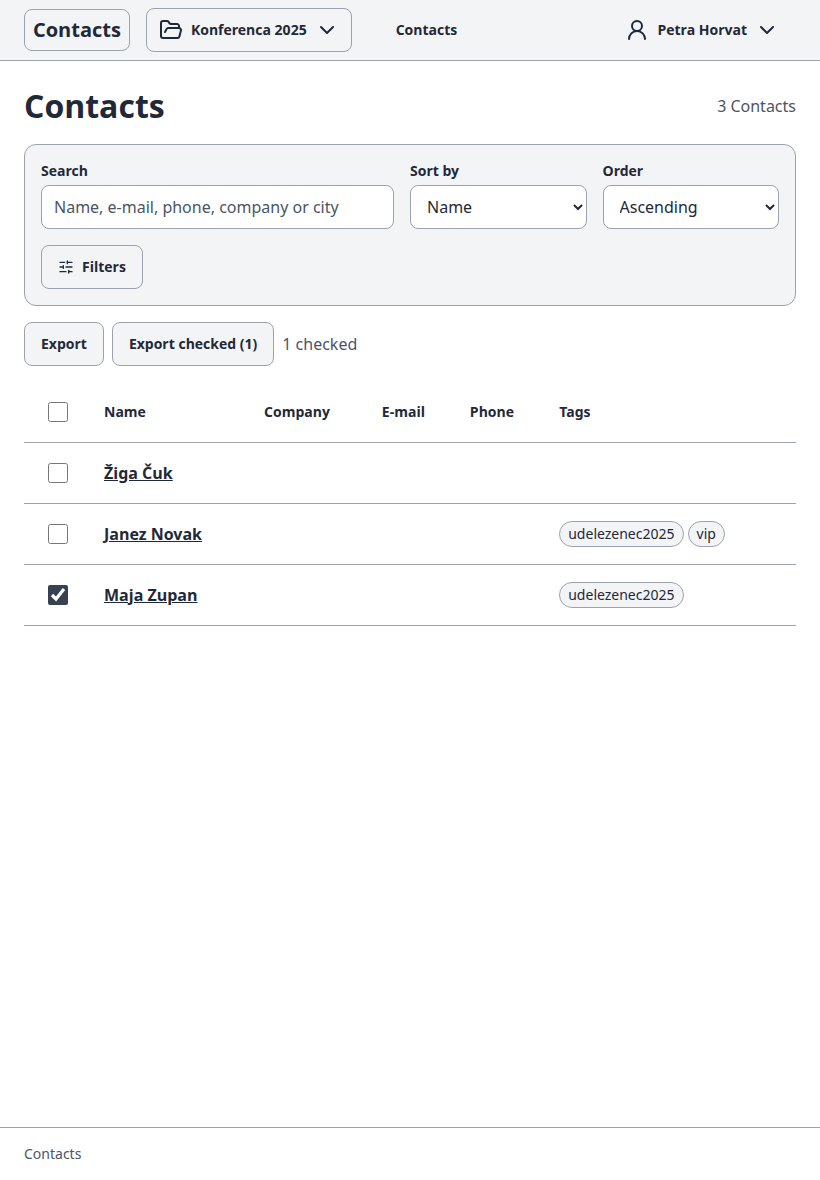 Contacts Konferenca 2025 Contacts Petra Horvat
Contacts 3 Contacts
Search Sort by Order
Name, e-mail, phone, company or city Name Ascending
Filters
Export Export checked (1) 1 checked
Name Company E-mail Phone Tags
Žiga Čuk
Janez Novak udelezenec2025 vip
Maja Zupan udelezenec2025
Contacts